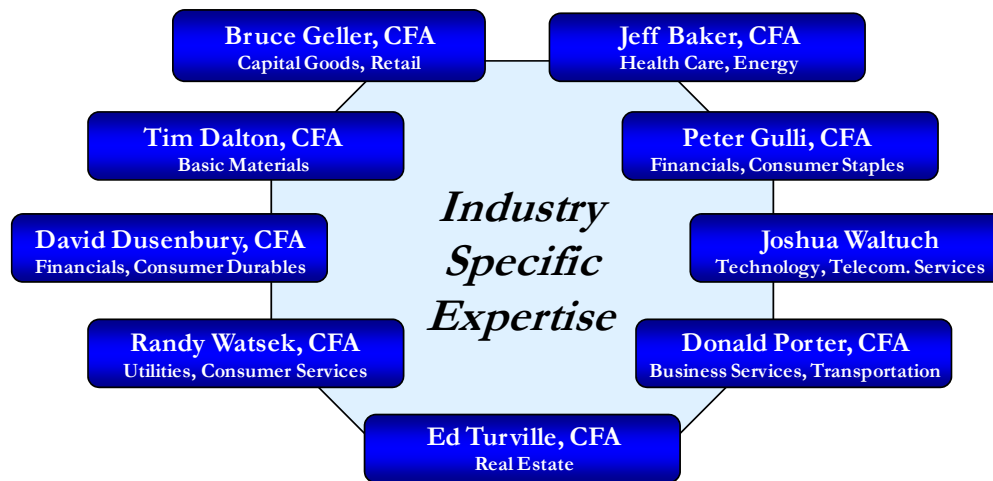 Bruce Geller, CFA
Capital Goods, Retail
Jeff Baker, CFA
Health Care, Energy
Tim Dalton, CFA
Basic Materials
Peter Gulli, CFA
Financials, Consumer Staples
Industry
Specific
Expertise
David Dusenbury, CFA
Financials, Consumer Durables
Joshua Waltuch
Technology, Telecom. Services
Randy Watsek, CFA
Utilities, Consumer Services
Donald Porter, CFA
Business Services, Transportation
Ed Turville, CFA
Real Estate